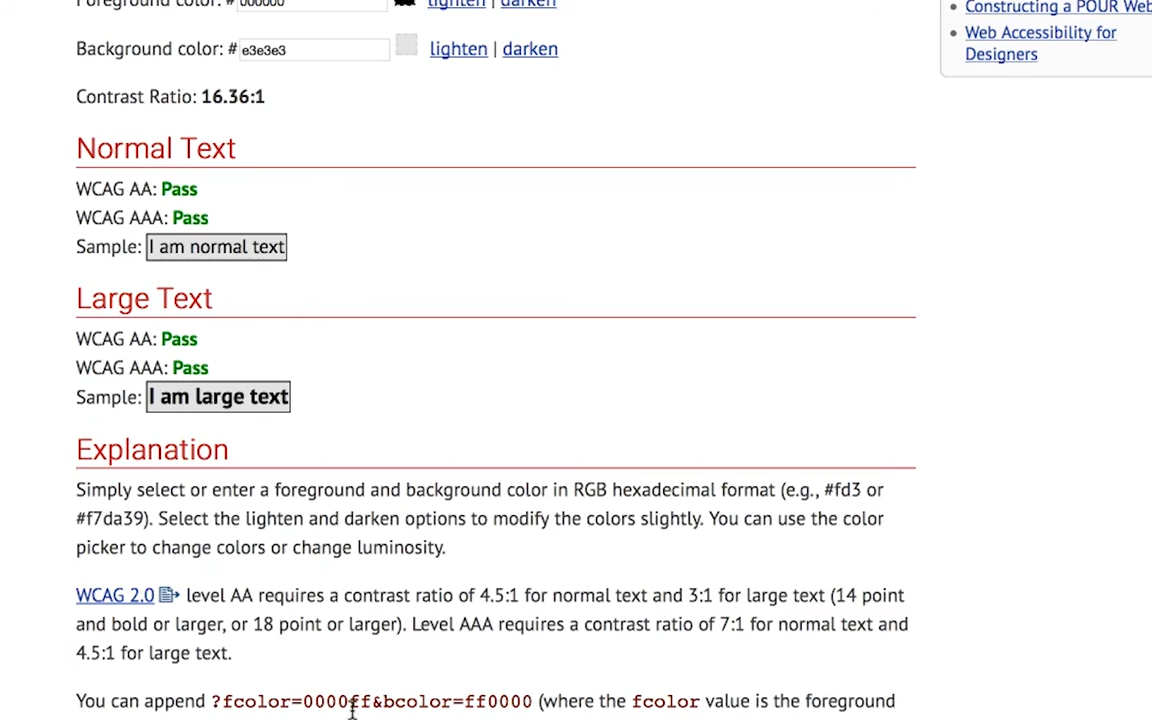 Foreground color: # 000000 lighten | darken
Background color: # e3e3e3 lighten | darken
Contrast Ratio: 16.36:1
Normal Text
WCAG AA: Pass
WCAG AAA: Pass
Sample: I am normal text
Large Text
WCAG AA: Pass
WCAG AAA: Pass
Sample: I am large text
Explanation
Simply select or enter a foreground and background color in RGB hexadecimal format (e.g., #fd3 or
#f7da39). Select the lighten and darken options to modify the colors slightly. You can use the color
picker to change colors or change luminosity.
WCAG 2.0 level AA requires a contrast ratio of 4.5:1 for normal text and 3:1 for large text (14 point
and bold or larger, or 18 point or larger). Level AAA requires a contrast ratio of 7:1 for normal text and
4.5:1 for large text.
You can append ?fcolor=0000ff&bcolor=ff0000 (where the fcolor value is the foreground
Constructing a POUR Web
Web Accessibility for
Designers